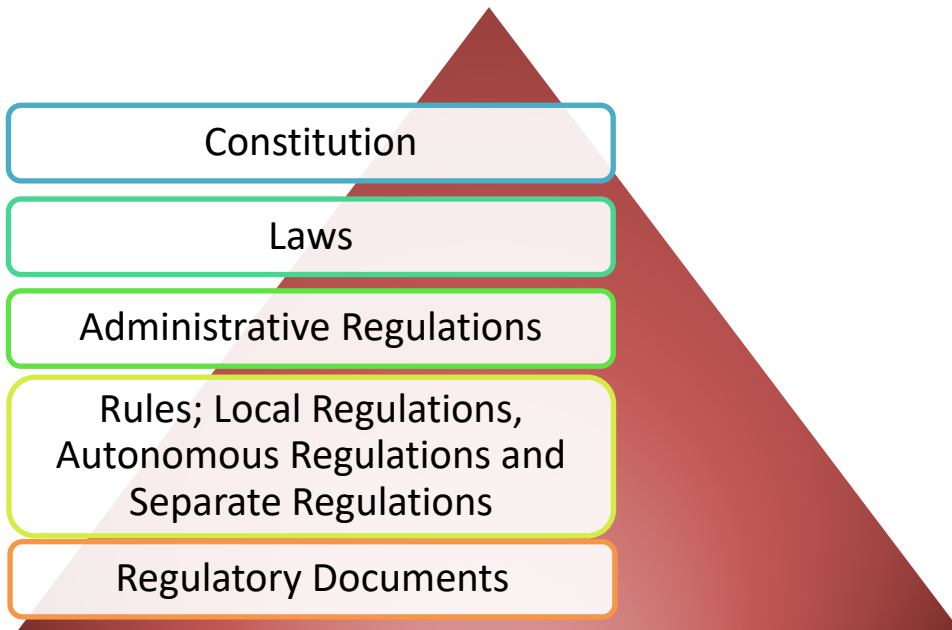 Constitution
Laws
Administrative Regulations
Rules; Local Regulations,
Autonomous Regulations and
Separate Regulations
Regulatory Documents